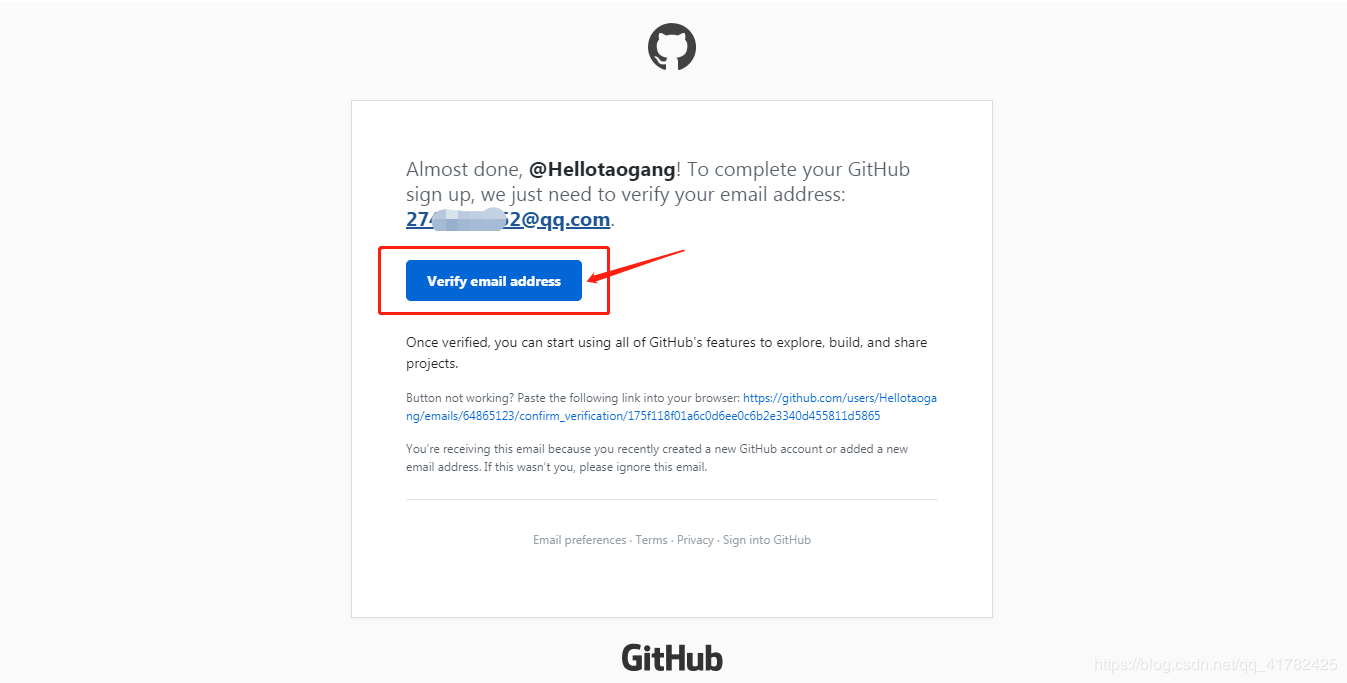 Almost done, @Hellotaogang! To complete your GitHub
sign up, we just need to verify your email address:
274 52@qq.com.
Verify email address
Once verified, you can start using all of GitHub's features to explore, build, and share
projects.
Button not working? Paste the following link into your browser: https://github.com/users/Hellotaoga
ng/emails/64865123/confirm_verification/175f118f01a6c0d6ee0c6b2e3340d455811d5865
You're receiving this email because you recently created a new GitHub account or added a new
email address. If this wasn't you, please ignore this email.
Email preferences · Terms · Privacy · Sign into GitHub
GitHub
https://blog.csdn.net/qq_41782425